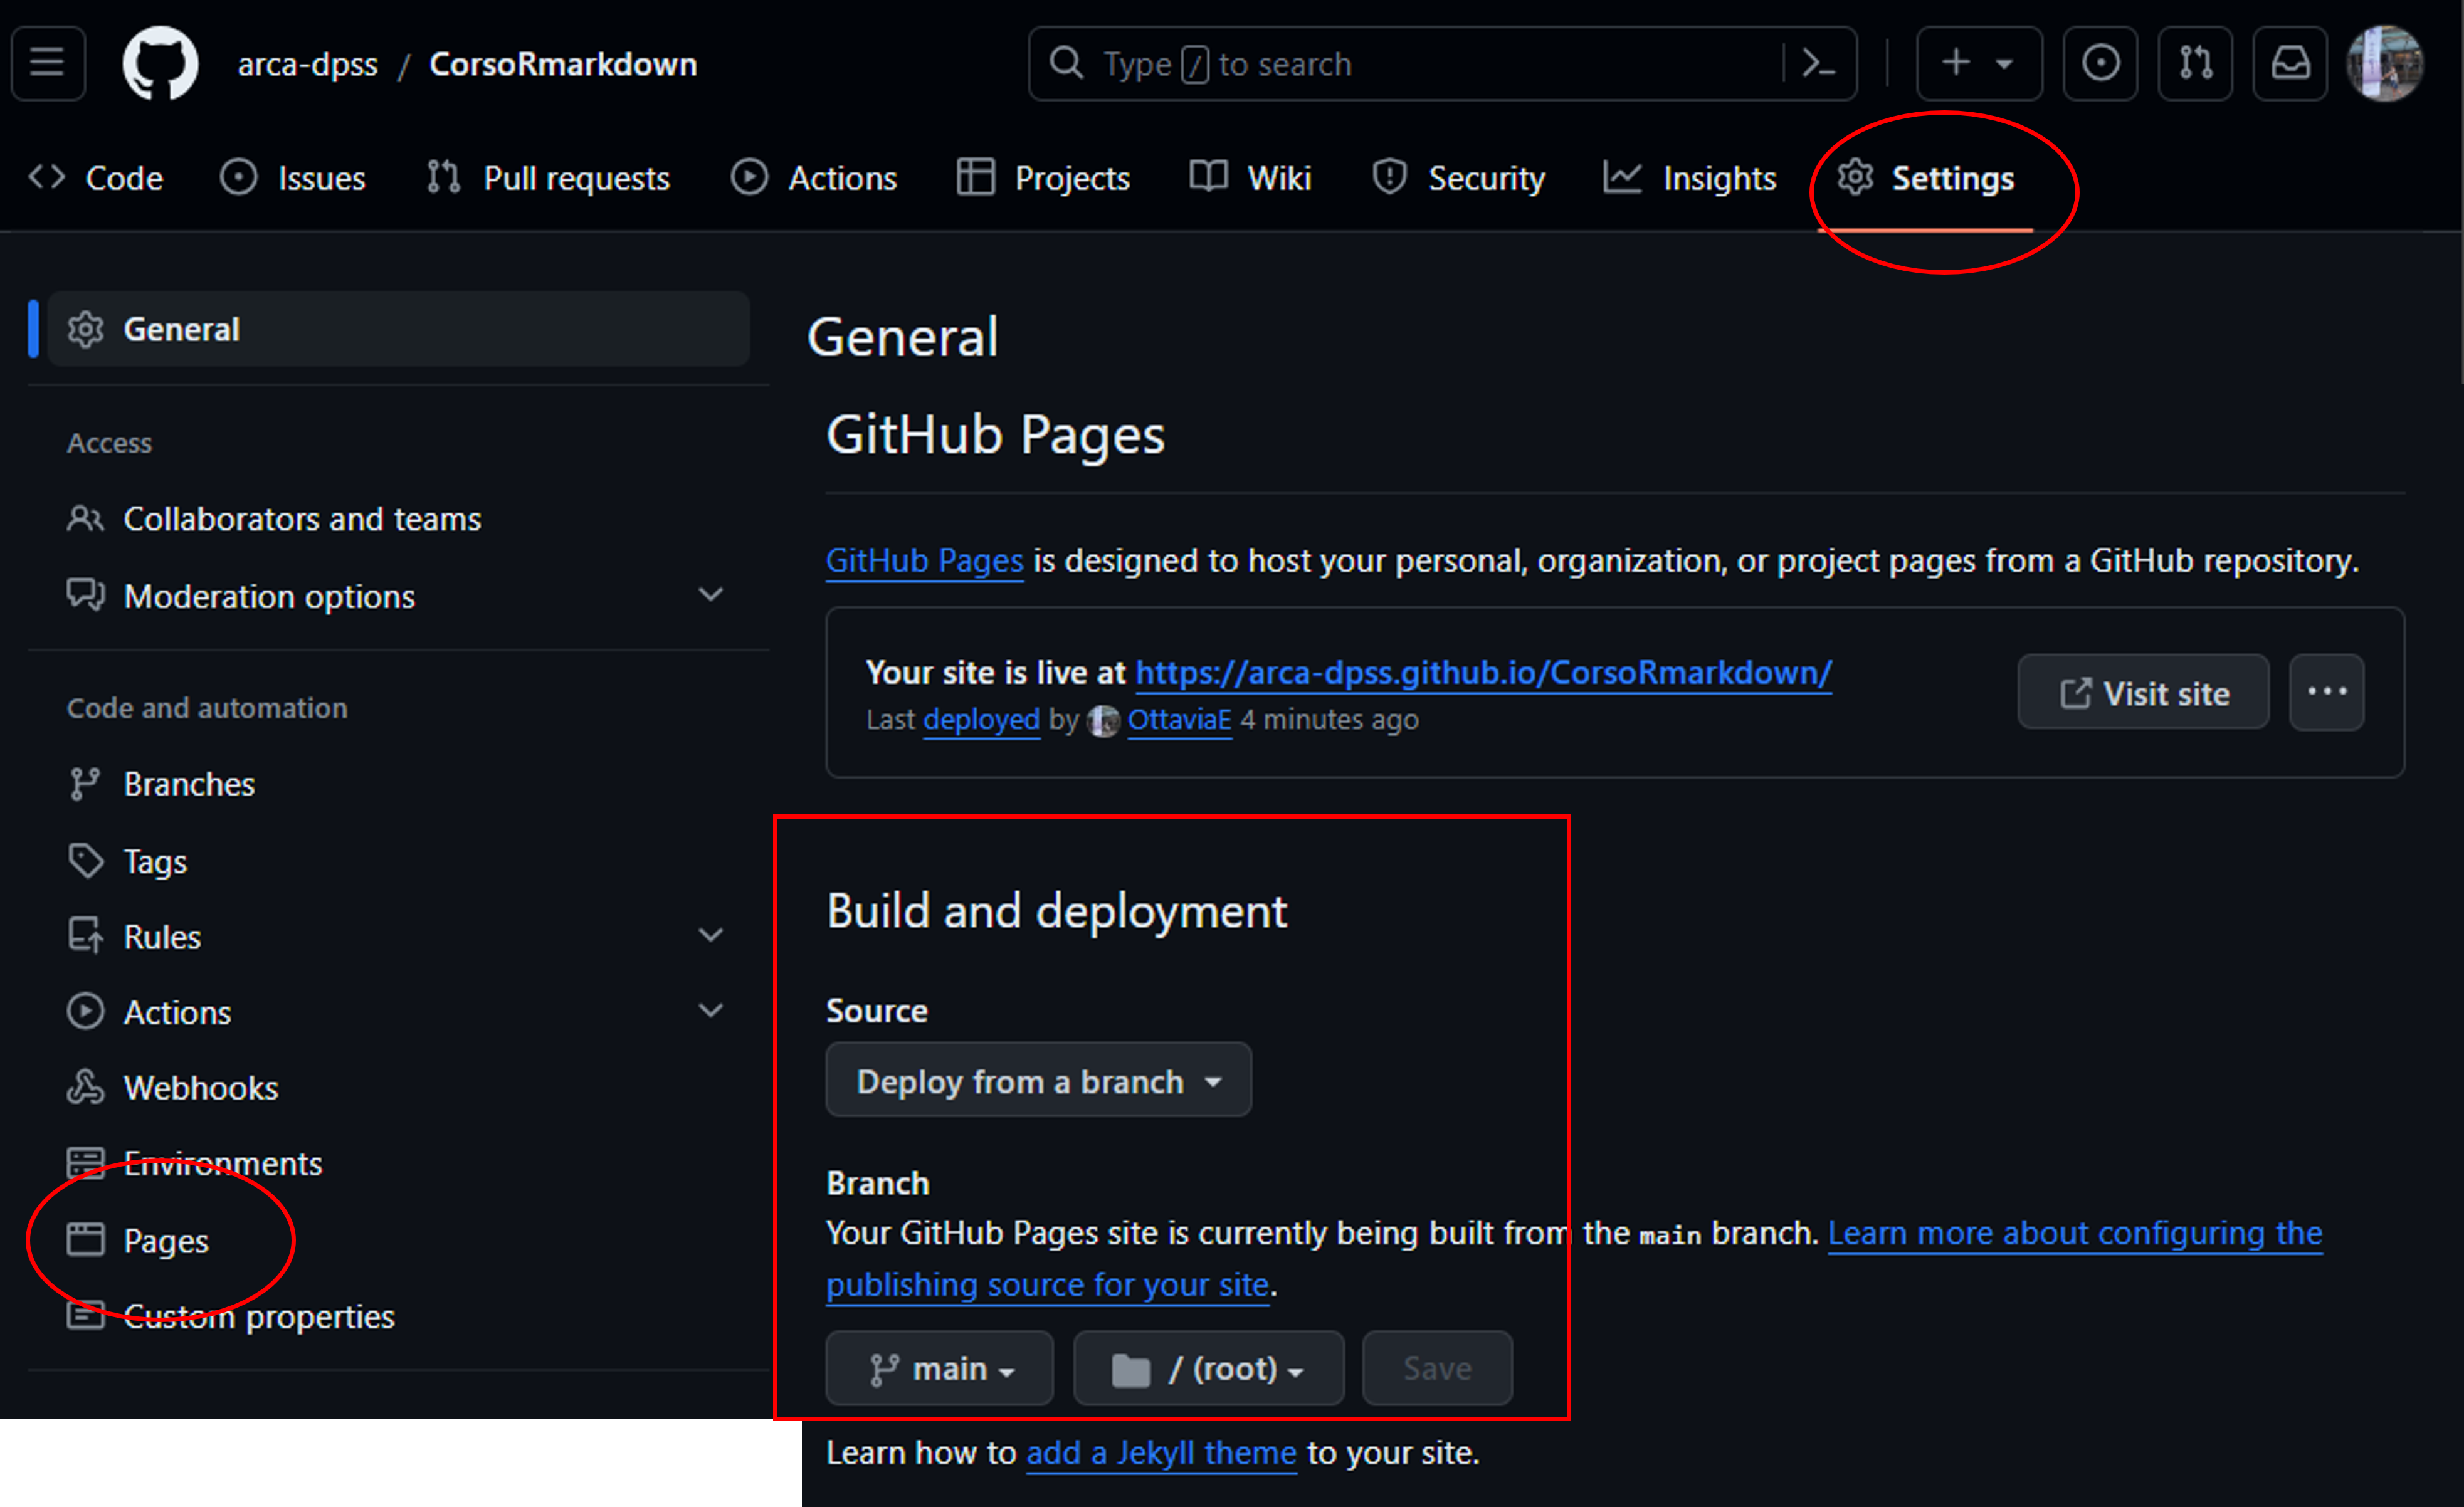 arca-dpss / CorsoRmarkdown
Type / to search
Code
Issues
Pull requests
Actions
Projects
Wiki
Security
Insights
Settings
General
Access
Collaborators and teams
Moderation options
Code and automation
Branches
Tags
Rules
Actions
Webhooks
Environments
Pages
Custom properties
General
GitHub Pages
GitHub Pages is designed to host your personal, organization, or project pages from a GitHub repository.
Your site is live at https://arca-dpss.github.io/CorsoRmarkdown/
Last deployed by OttaviaE 4 minutes ago
Visit site
Build and deployment
Source
Deploy from a branch
Branch
Your GitHub Pages site is currently being built from the main branch. Learn more about configuring the
publishing source for your site.
main
/ (root)
Save
Learn how to add a Jekyll theme to your site.